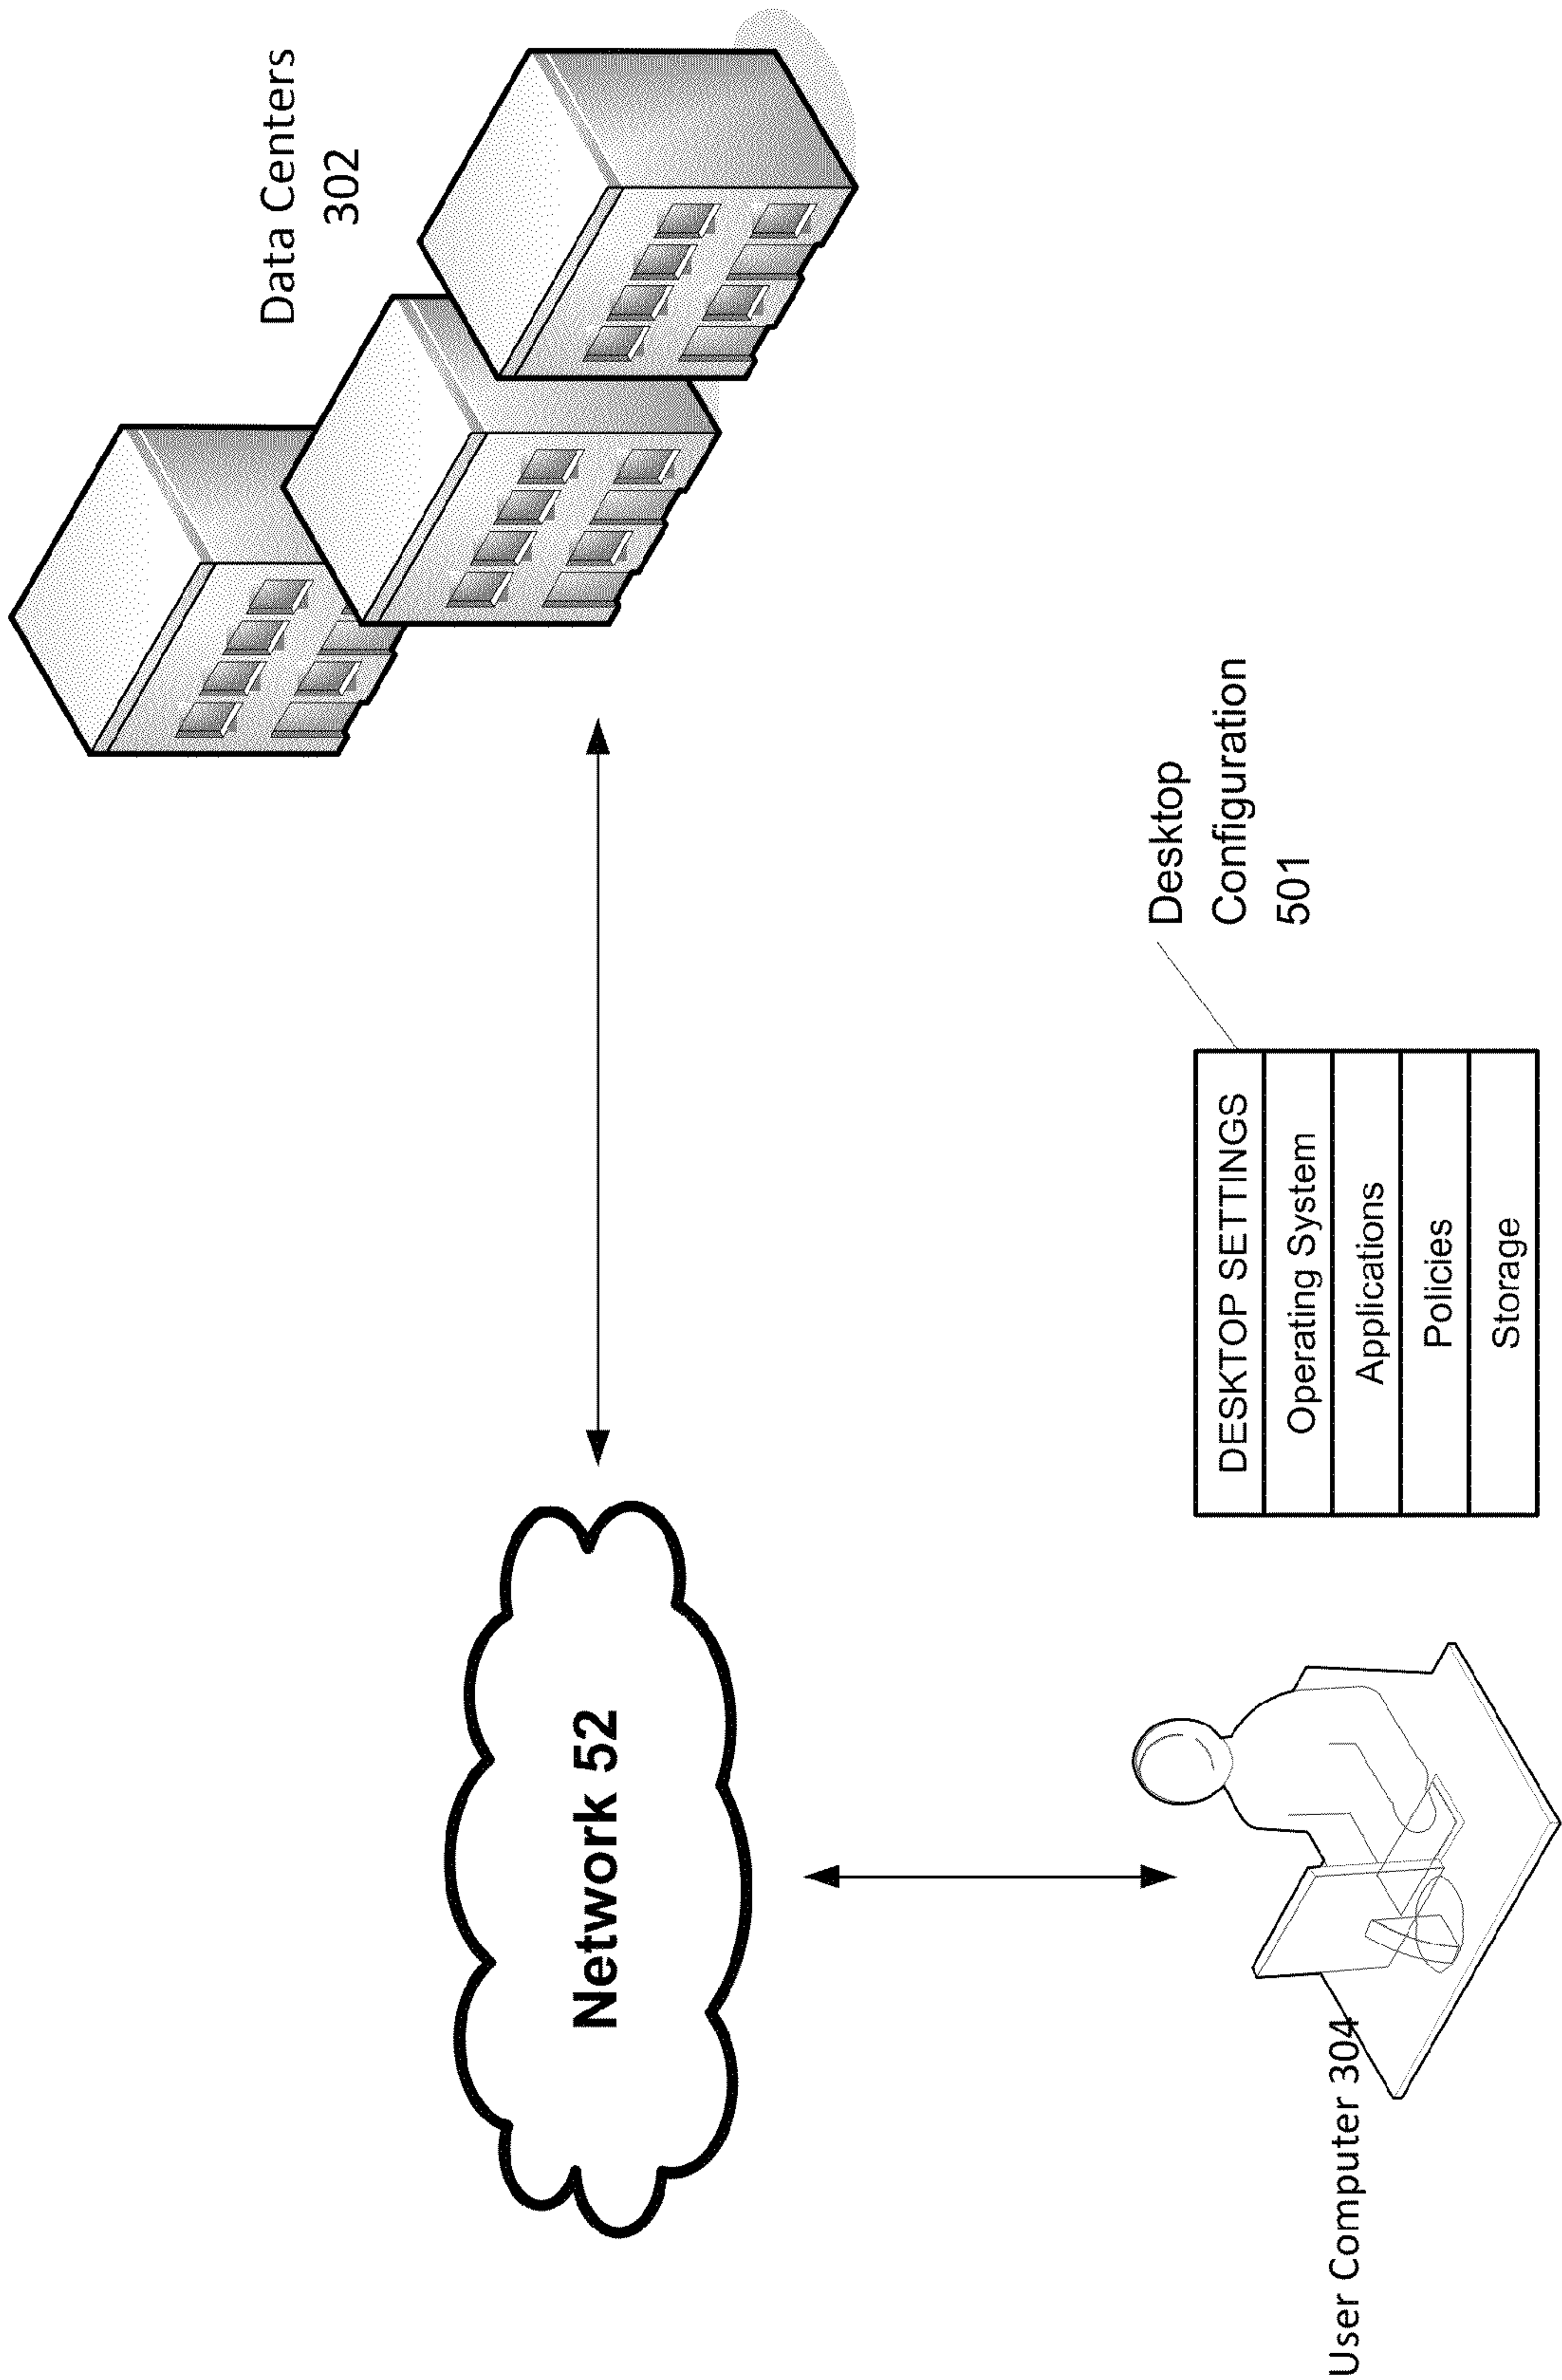 Data Centers
302
Network 52
Desktop
Configuration
501
DESKTOP SETTINGS
Operating System
Applications
Policies
Storage
User Computer 304